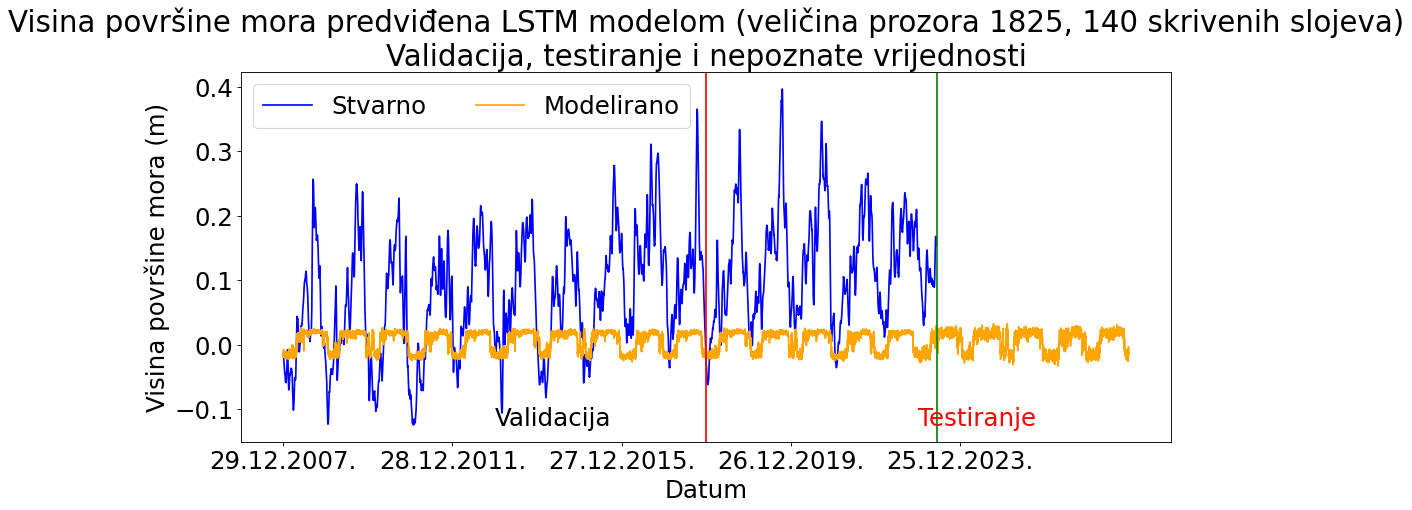 Visina površine mora predviđena LSTM modelom (veličina prozora 1825, 140 skrivenih slojeva)
Validacija, testiranje i nepoznate vrijednosti
Stvarno
Modelirano
Visina površine mora (m)
0.4
0.3
0.2
0.1
0.0
−0.1
Validacija
Testiranje
29.12.2007.
28.12.2011.
27.12.2015.
26.12.2019.
25.12.2023.
Datum